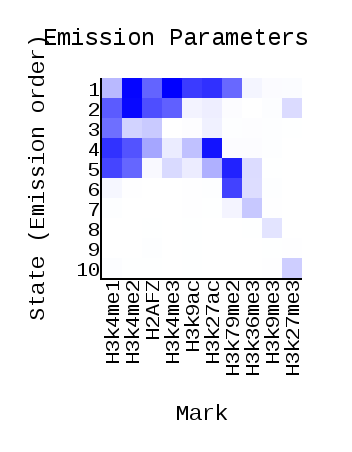 Emission Parameters
State (Emission order)
1
2
3
4
5
6
7
8
9
10
H3k4me1
H3k4me2
H2AFZ
H3k4me3
H3k9ac
H3k27ac
H3k79me2
H3k36me3
H3k9me3
H3k27me3
Mark